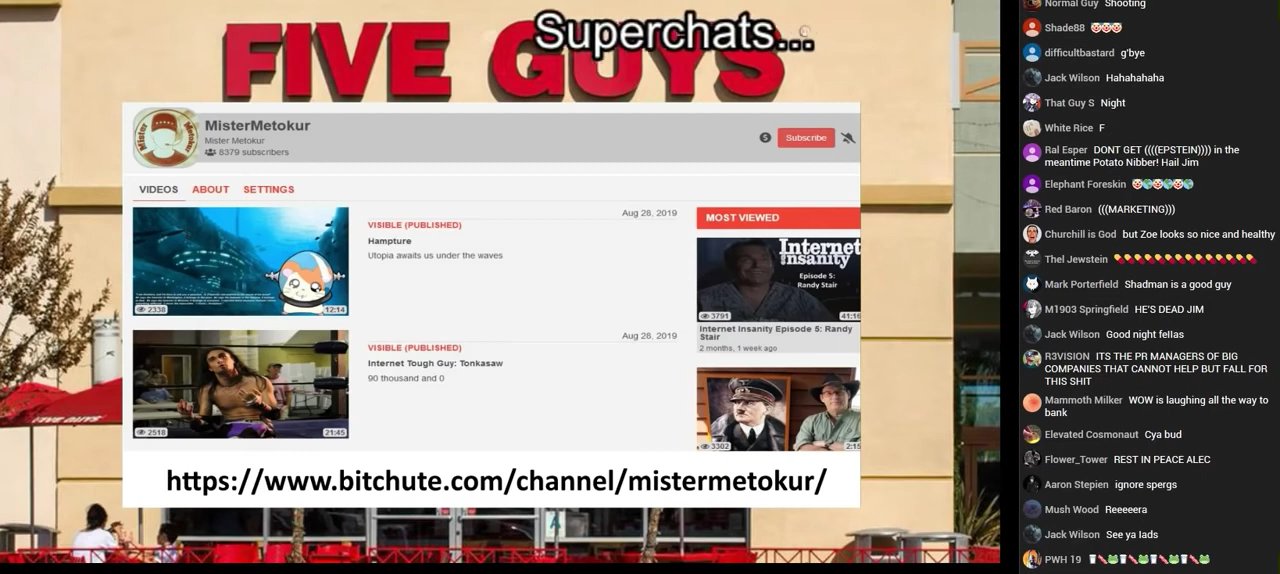 Superchats...
FIVE GUYS
MisterMetokur
Mister Metokur
8379 subscribers
Subscribe
VIDEOS ABOUT SETTINGS
Aug 28, 2019
VISIBLE (PUBLISHED)
Hampture
Utopia awaits us under the waves
2338
12:14
Aug 28, 2019
VISIBLE (PUBLISHED)
Internet Tough Guy: Tonkasaw
90 thousand and 0
2518
21:45
MOST VIEWED
Internet
Insanity
Episode 5:
Randy Stair
3791
41:16
Internet Insanity Episode 5: Randy
Stair
2 months, 1 week ago
3302
2:15
https://www.bitchute.com/channel/mistermetokur/
FIVE GUYS
A
Normal Guy Shooting
Shade88 🤡🤡🤡
difficultbastard g'bye
Jack Wilson Hahahahaha
That Guy S Night
White Rice F
Ral Esper DONT GET ((((EPSTEIN)))) in the
meantime Potato Nibber! Hail Jim
Elephant Foreskin 🤡🌎🤡🌎🤡🌎
Red Baron (((MARKETING)))
Churchill is God but Zoe looks so nice and healthy
Thel Jewstein 💊💊💊💊💊💊💊💊💊💊💊💊💊💊
Mark Porterfield Shadman is a good guy
M1903 Springfield HE'S DEAD JIM
Jack Wilson Good night fellas
R3VISION ITS THE PR MANAGERS OF BIG
COMPANIES THAT CANNOT HELP BUT FALL FOR
THIS SHIT
Mammoth Milker WOW is laughing all the way to
bank
Elevated Cosmonaut Cya bud
Flower_Tower REST IN PEACE ALEC
Aaron Stepien ignore spergs
Mush Wood Reeeeera
Jack Wilson See ya lads
PWH 19 🥛🥓🐸🥛🥓🐸🥛🥓🐸🥛🥓🐸